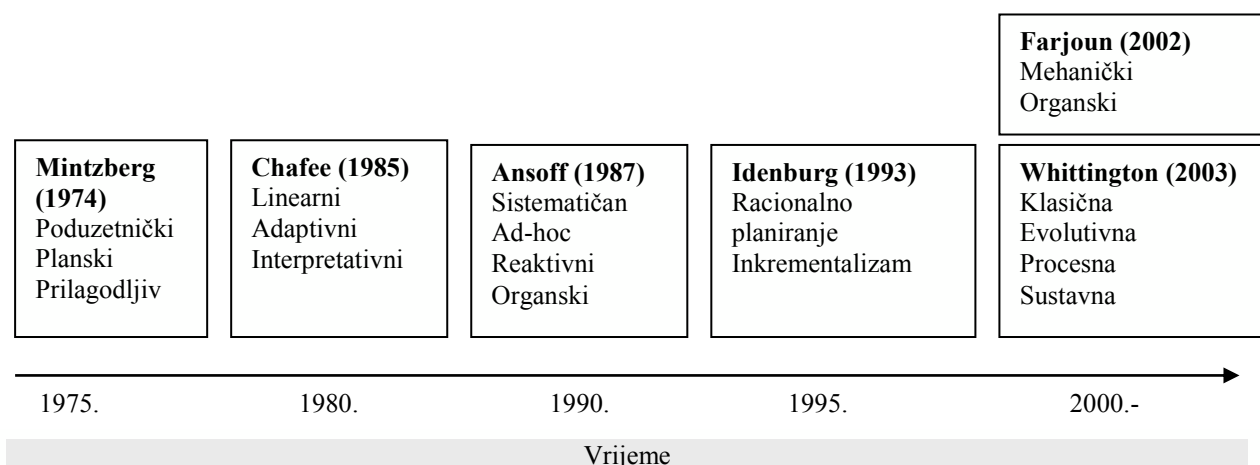 Farjoun (2002)
Mehanički
Organski
Mintzberg
(1974)
Poduzetnički
Planski
Prilagodljiv
Chafee (1985)
Linearni
Adaptivni
Interpretativni
Ansoff (1987)
Sistematičan
Ad-hoc
Reaktivni
Organski
Idenburg (1993)
Racionalno
planiranje
Inkrementalizam
Whittington (2003)
Klasična
Evolutivna
Procesna
Sustavna
1975.
1980.
1990.
1995.
2000.-
Vrijeme